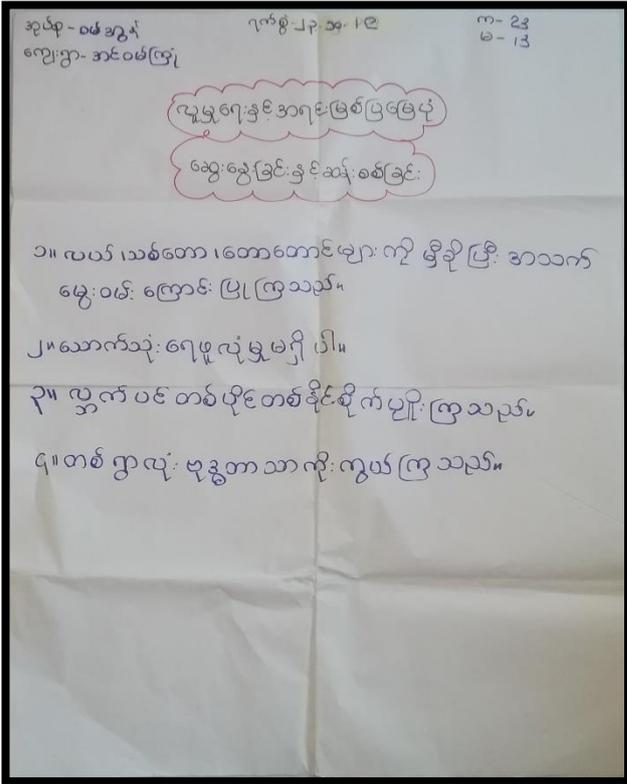 အုပ်စု - ဝမ်အွန် ရက်စွဲ - ၂၃. ၁၁. ၁၉ က - 23
ကျေးရွာ - အင်ဝမ်ကြုံ မ - 13
လူမှုရေးနှင့်အရင်းမြစ်ပြမြေပုံ
ဆွေးနွေးခြင်းနှင့်ဆန်းစစ်ခြင်း
၁။ လယ် ၊သစ်တော ၊တောတောင်များ ကို မှီခိုပြီး အသက်
မွေးဝမ်း ကြောင်း ပြု ကြသည်။
၂။ သောက်သုံး ရေဖူလုံမှုမရှိ ပါ။
၃။ လ္ဘက်ပင် တစ်ပိုင်တစ်နိုင်စိုက်ပျိုး ကြသည်။
၄။ တစ်ရွာလုံး ဗုဒ္ဓဘာသာကိုးကွယ်ကြသည်။